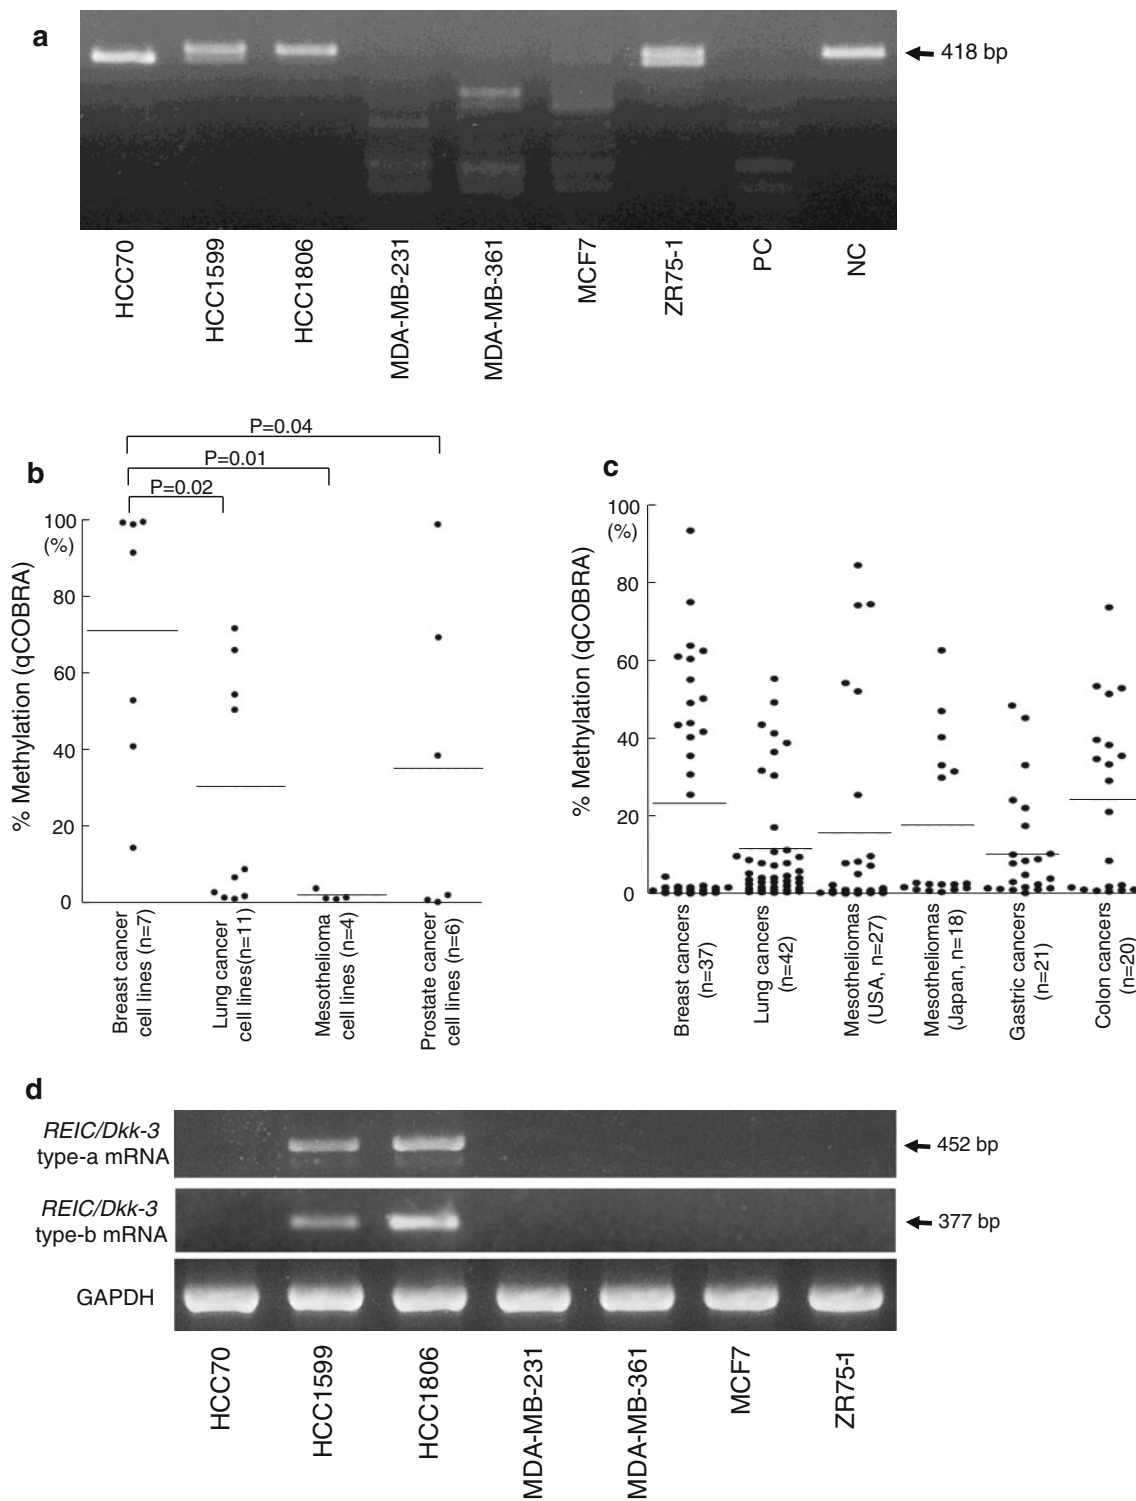 a
418 bp
HCC70
HCC1599
HCC1806
MDA-MB-231
MDA-MB-361
MCF7
ZR75-1
PC
NC
b
P=0.04
P=0.01
P=0.02
% Methylation (qCOBRA)
100
(%)
80
60
40
20
0
Breast cancer
cell lines (n=7)
Lung cancer
cell lines(n=11)
Mesothelioma
cell lines (n=4)
Prostate cancer
cell lines (n=6)
c
% Methylation (qCOBRA)
100
(%)
80
60
40
20
0
Breast cancers
(n=37)
Lung cancers
(n=42)
Mesotheliomas
(USA, n=27)
Mesotheliomas
(Japan, n=18)
Gastric cancers
(n=21)
Colon cancers
(n=20)
d
REIC/Dkk-3
type-a mRNA
452 bp
REIC/Dkk-3
type-b mRNA
377 bp
GAPDH
HCC70
HCC1599
HCC1806
MDA-MB-231
MDA-MB-361
MCF7
ZR75-1